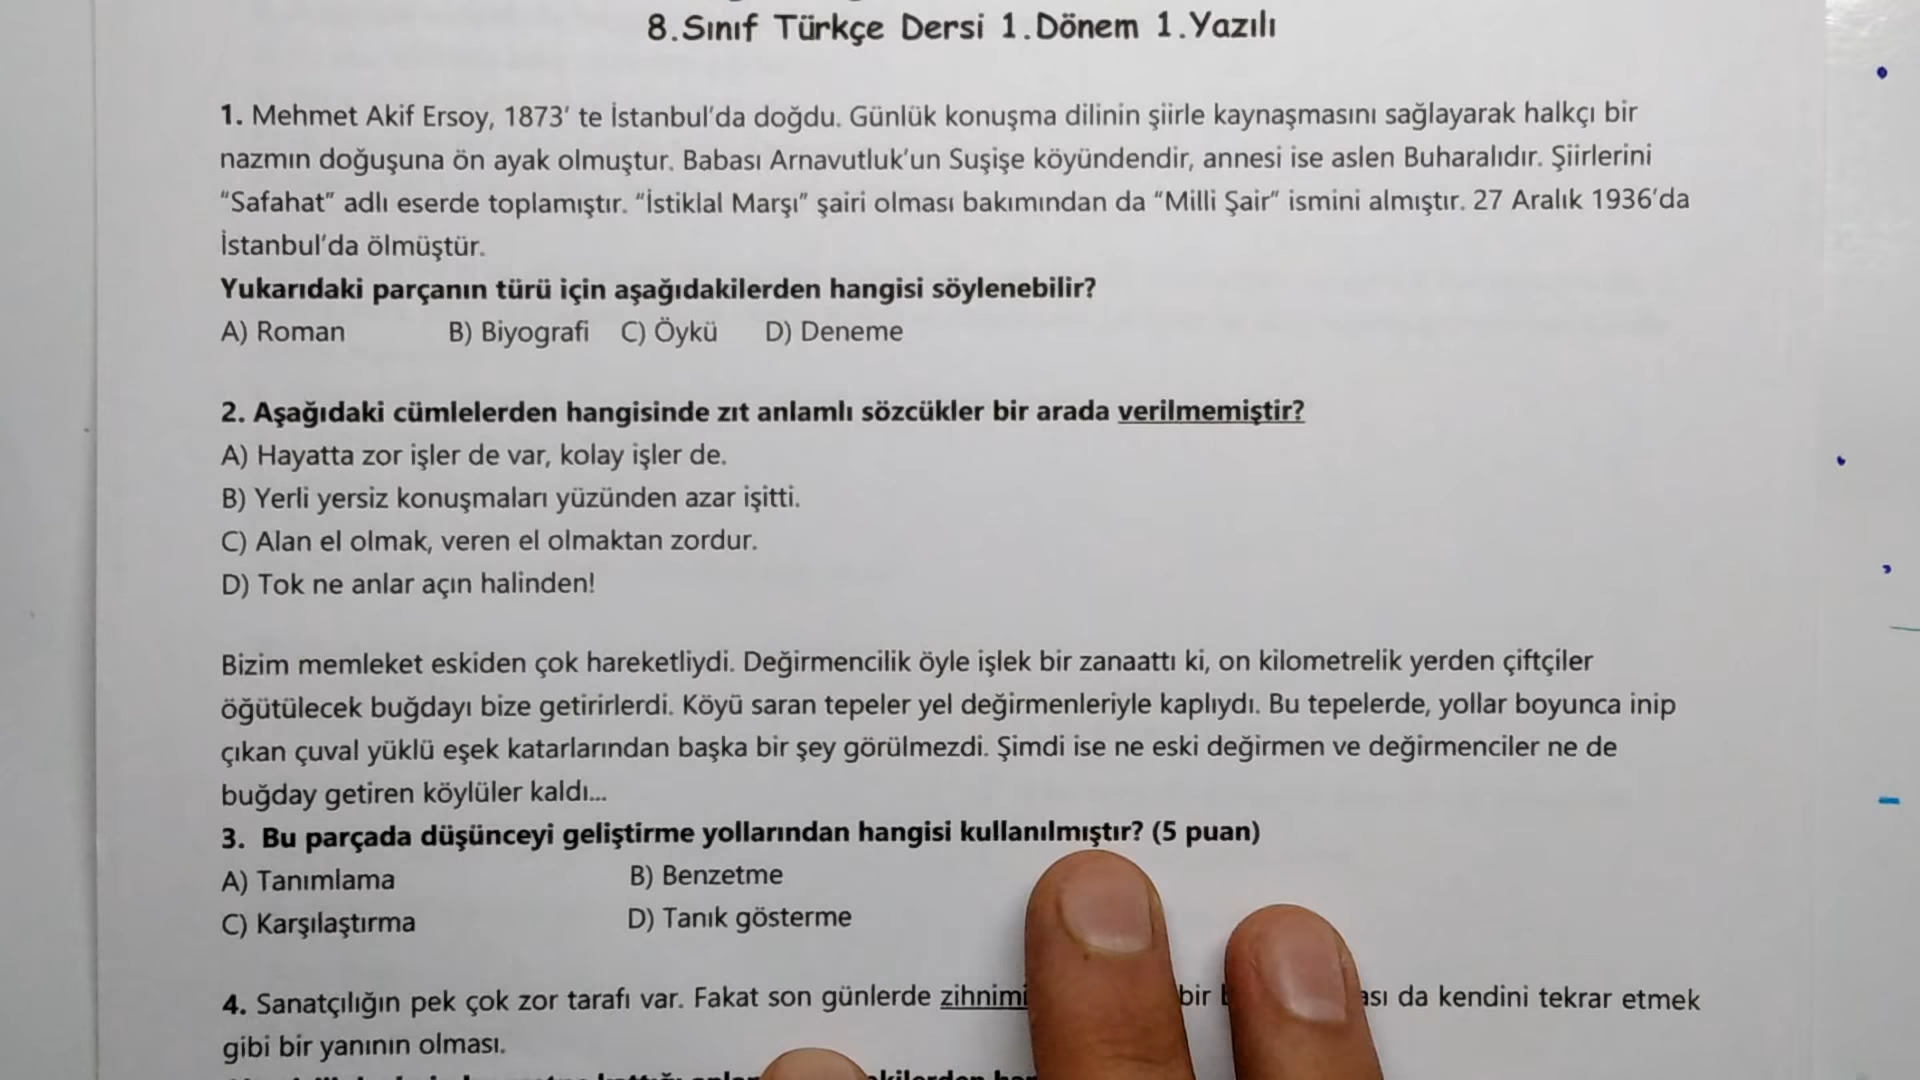 8.Sınıf Türkçe Dersi 1.Dönem 1.Yazılı
1. Mehmet Akif Ersoy, 1873' te İstanbul'da doğdu. Günlük konuşma dilinin şiirle kaynaşmasını sağlayarak halkçı bir
nazmın doğuşuna ön ayak olmuştur. Babası Arnavutluk'un Suşişe köyündendir, annesi ise aslen Buharalıdır. Şiirlerini
"Safahat" adlı eserde toplamıştır. "İstiklal Marşı" şairi olması bakımından da "Milli Şair" ismini almıştır. 27 Aralık 1936'da
İstanbul'da ölmüştür.
Yukarıdaki parçanın türü için aşağıdakilerden hangisi söylenebilir?
A) Roman B) Biyografi C) Öykü D) Deneme
2. Aşağıdaki cümlelerden hangisinde zıt anlamlı sözcükler bir arada verilmemiştir?
A) Hayatta zor işler de var, kolay işler de.
B) Yerli yersiz konuşmaları yüzünden azar işitti.
C) Alan el olmak, veren el olmaktan zordur.
D) Tok ne anlar açın halinden!
Bizim memleket eskiden çok hareketliydi. Değirmencilik öyle işlek bir zanaattı ki, on kilometrelik yerden çiftçiler
öğütülecek buğdayı bize getirirlerdi. Köyü saran tepeler yel değirmenleriyle kaplıydı. Bu tepelerde, yollar boyunca inip
çıkan çuval yüklü eşek katarlarından başka bir şey görülmezdi. Şimdi ise ne eski değirmen ve değirmenciler ne de
buğday getiren köylüler kaldı...
3. Bu parçada düşünceyi geliştirme yollarından hangisi kullanılmıştır? (5 puan)
A) Tanımlama B) Benzetme
C) Karşılaştırma D) Tanık gösterme
4. Sanatçılığın pek çok zor tarafı var. Fakat son günlerde bir da kendini tekrar etmek
gibi bir yanının olması.